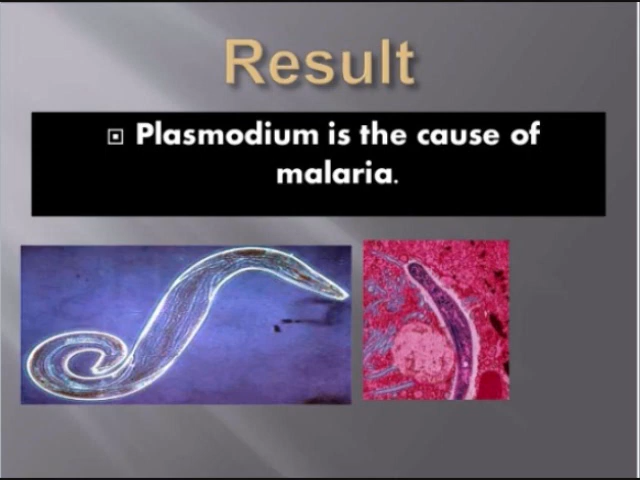 Result
Plasmodium is the cause of
malaria.